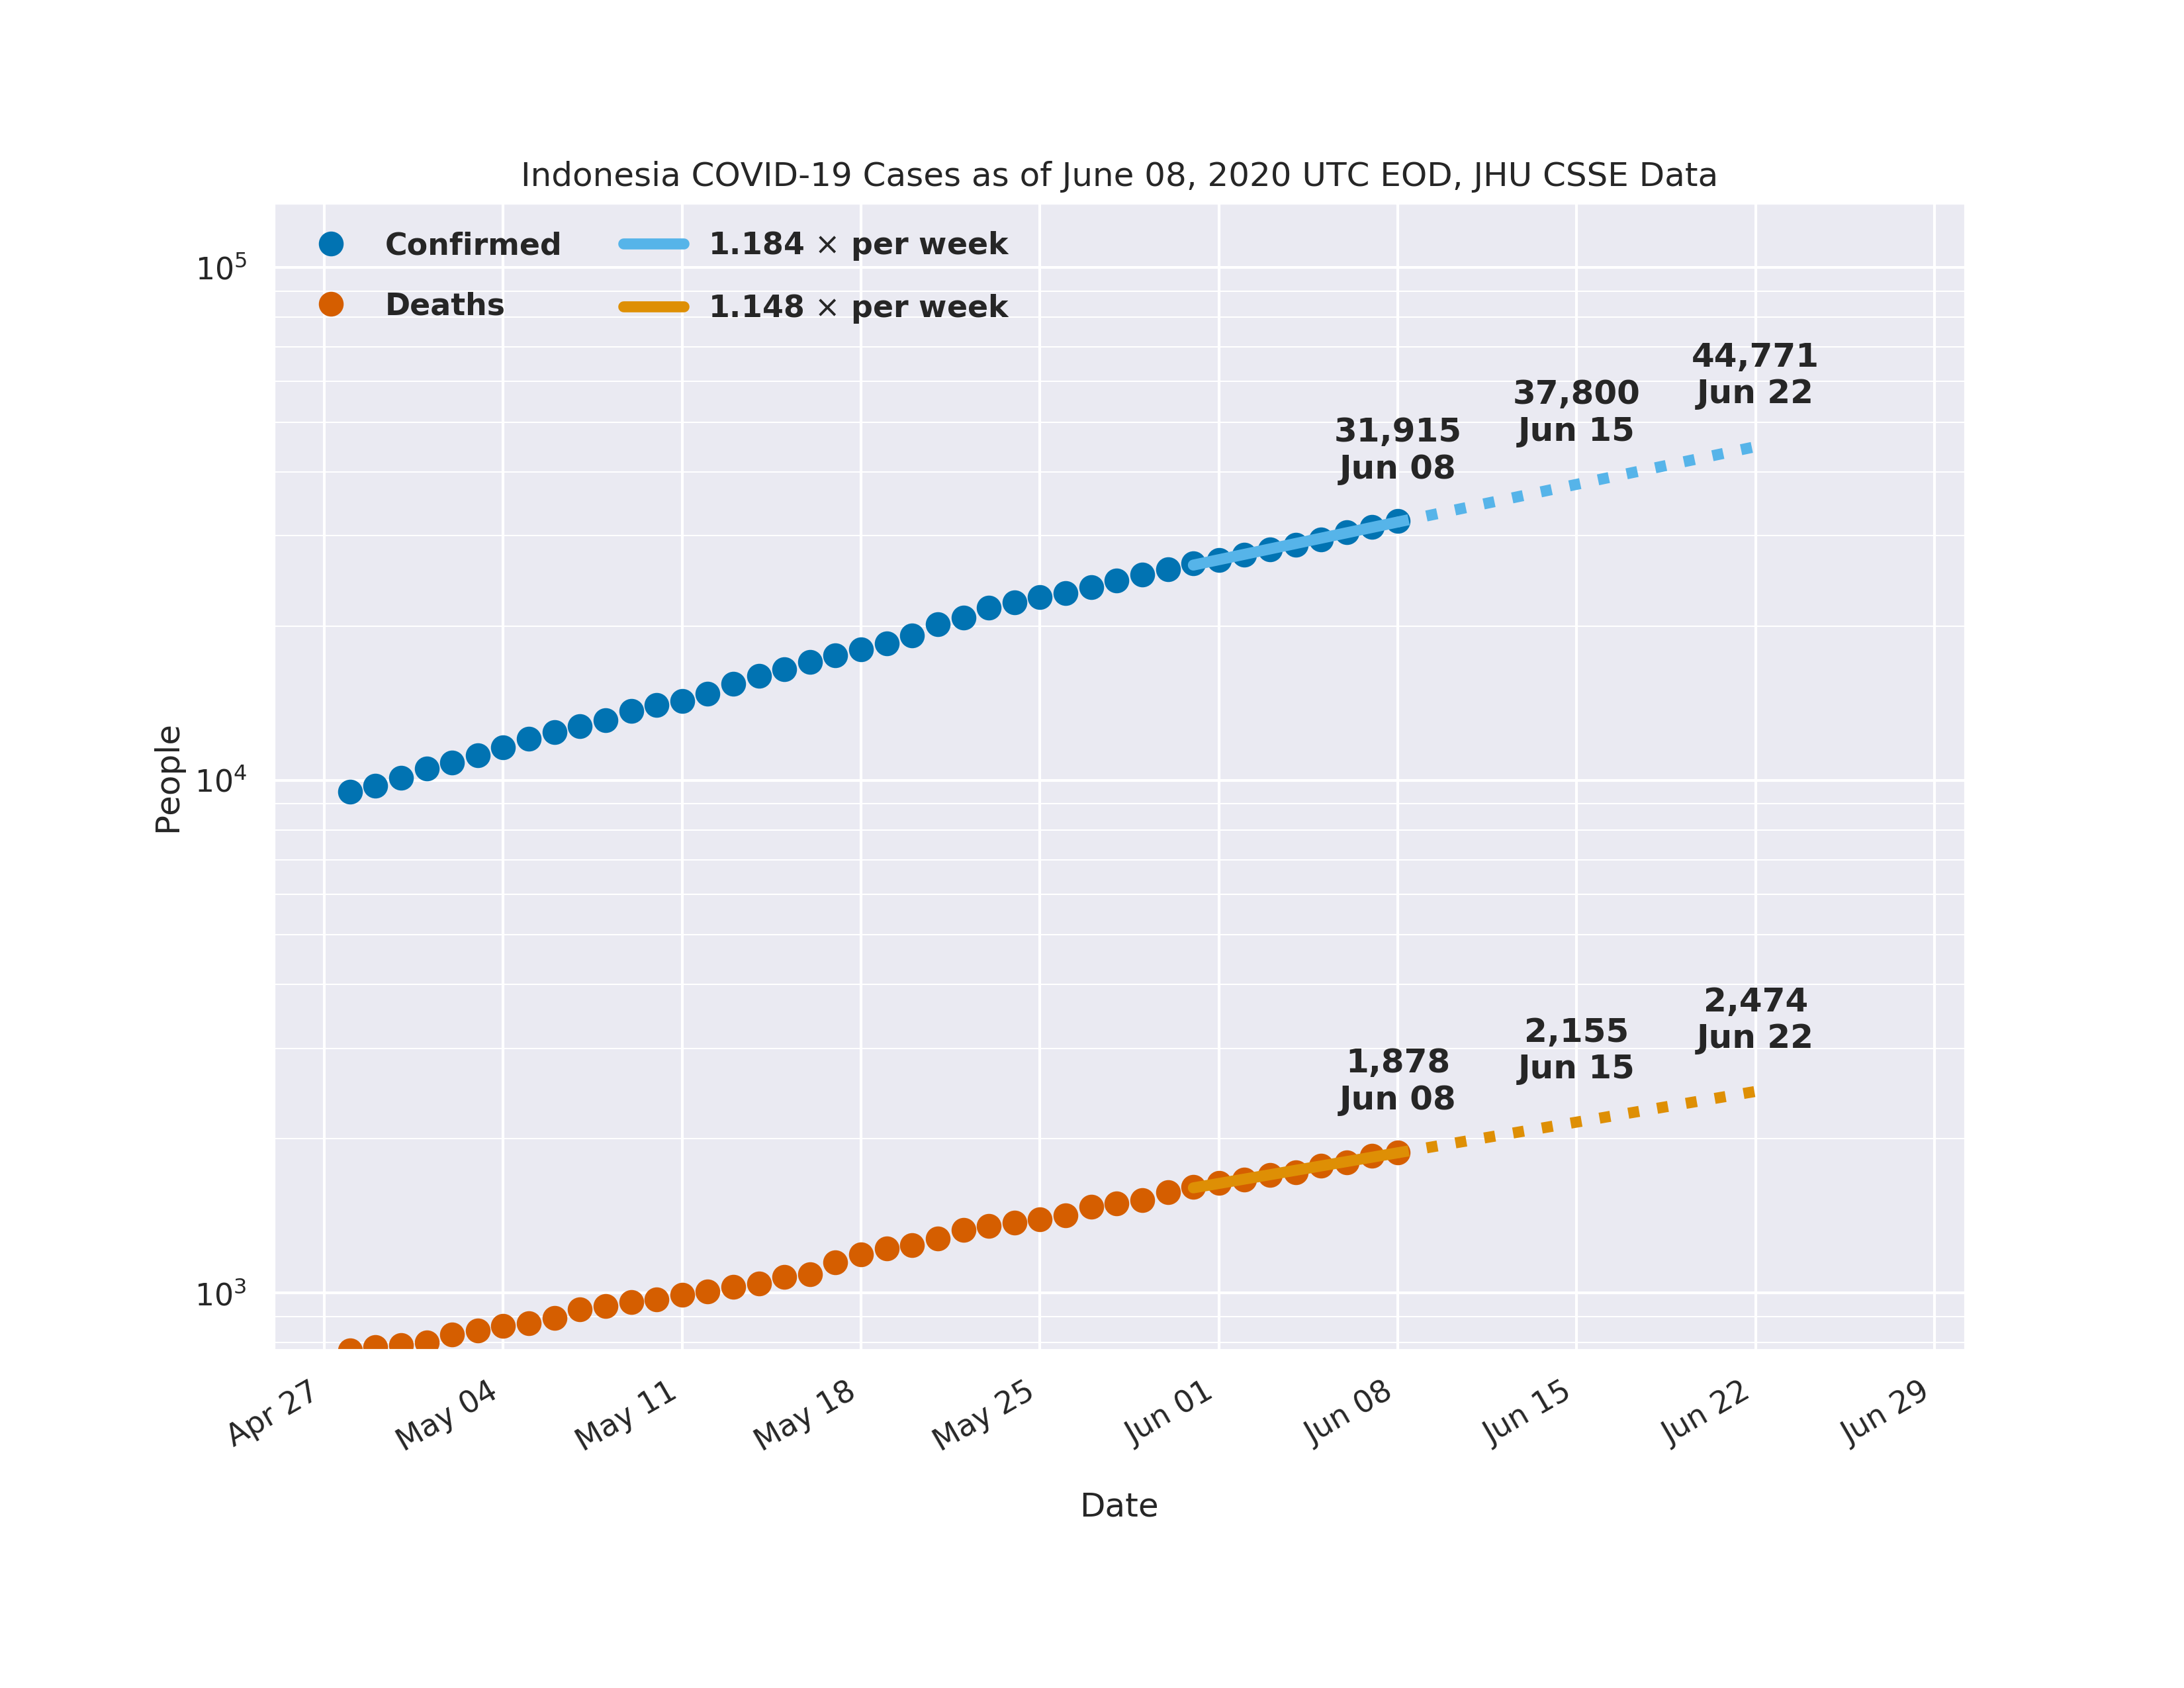 Indonesia COVID-19 Cases as of June 08, 2020 UTC EOD, JHU CSSE Data
Confirmed
Deaths
1.184 × per week
1.148 × per week
10⁵
10⁴
10³
People
44,771
Jun 22
37,800
Jun 15
31,915
Jun 08
2,474
Jun 22
2,155
Jun 15
1,878
Jun 08
Apr 27
May 04
May 11
May 18
May 25
Jun 01
Jun 08
Jun 15
Jun 22
Jun 29
Date